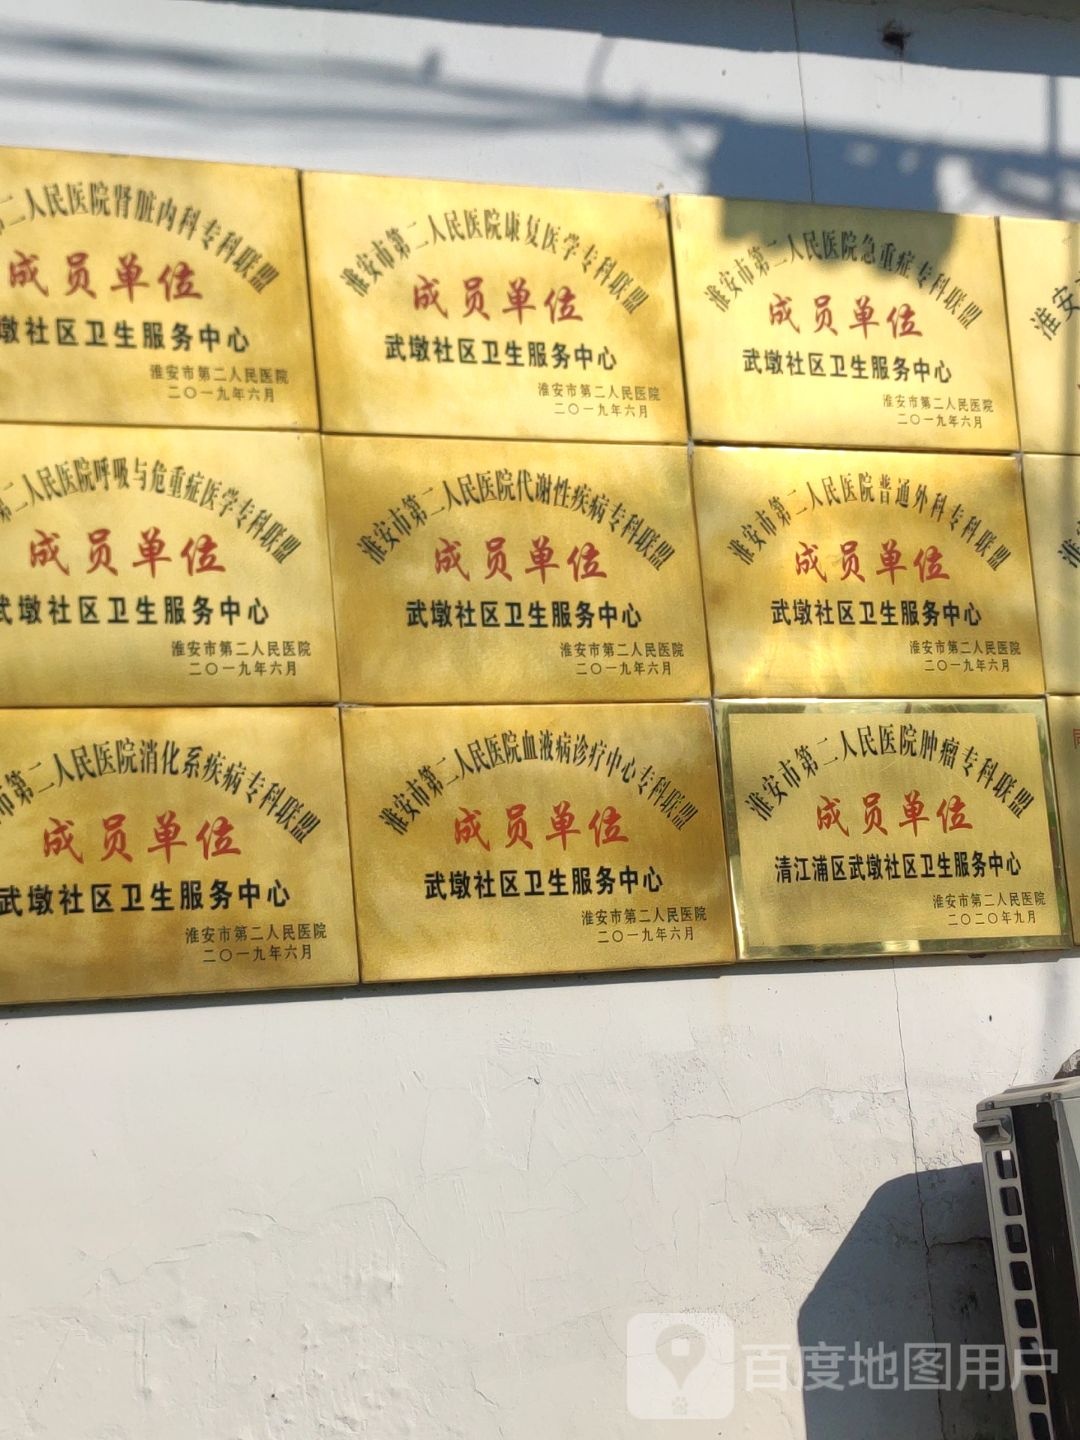 二人民医院肾脏内科专科联盟
成员单位
墩社区卫生服务中心
淮安市第二人民医院
二〇一九年六月
淮安市第二人民医院康复医学专科联盟
成员单位
武墩社区卫生服务中心
淮安市第二人民医院
二〇一九年六月
淮安市第二人民医院急重症专科联盟
成员单位
武墩社区卫生服务中心
淮安市第二人民医院
二〇一九年六月
淮安
二人民医院呼吸与危重症医学专科联盟
成员单位
武墩社区卫生服务中心
淮安市第二人民医院
二〇一九年六月
淮安市第二人民医院代谢性疾病专科联盟
成员单位
武墩社区卫生服务中心
淮安市第二人民医院
二〇一九年六月
淮安市第二人民医院普通外科专科联盟
成员单位
武墩社区卫生服务中心
淮安市第二人民医院
二〇一九年六月
淮
市第二人民医院消化系疾病专科联盟
成员单位
武墩社区卫生服务中心
淮安市第二人民医院
二〇一九年六月
淮安市第二人民医院血液病诊疗中心专科联盟
成员单位
武墩社区卫生服务中心
淮安市第二人民医院
二〇一九年六月
淮安市第二人民医院肿瘤专科联盟
成员单位
清江浦区武墩社区卫生服务中心
淮安市第二人民医院
二〇二〇年九月
百度地图用户